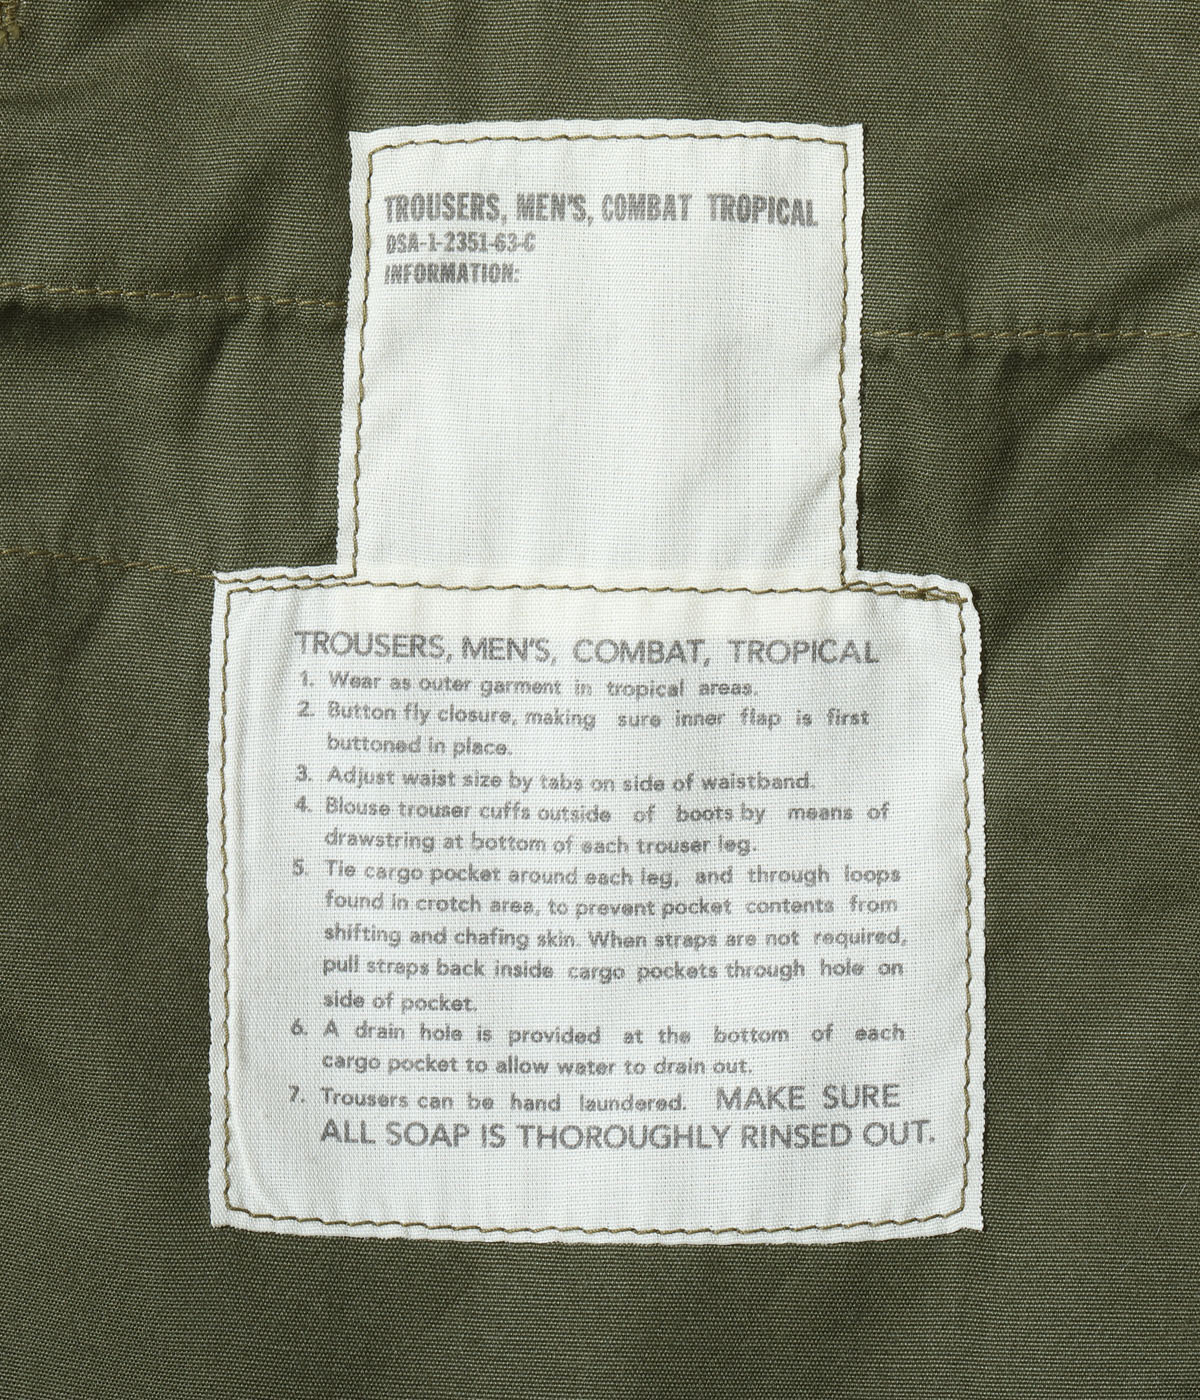 TROUSERS, MEN'S, COMBAT TROPICAL
DSA-1-2351-63-C
INFORMATION:
TROUSERS, MEN'S, COMBAT, TROPICAL
1. Wear as outer garment in tropical areas.
2. Button fly closure, making sure inner flap is first
buttoned in place.
3. Adjust waist size by tabs on side of waistband.
4. Blouse trouser cuffs outside of boots by means of
drawstring at bottom of each trouser leg.
5. Tie cargo pocket around each leg, and through loops
found in crotch area, to prevent pocket contents from
shifting and chafing skin. When straps are not required,
pull straps back inside cargo pockets through hole on
side of pocket.
6. A drain hole is provided at the bottom of each
cargo pocket to allow water to drain out.
7. Trousers can be hand laundered. MAKE SURE
ALL SOAP IS THOROUGHLY RINSED OUT.